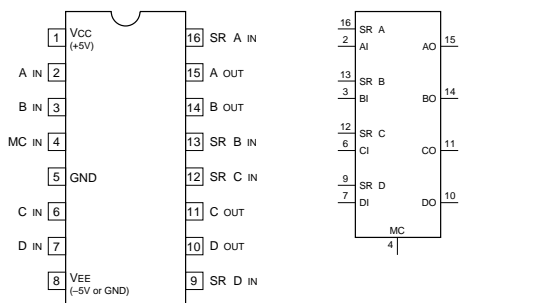 1 VCC (+5V) 16 SR A IN
A IN 2 15 A OUT
B IN 3 14 B OUT
MC IN 4 13 SR B IN
5 GND 12 SR C IN
C IN 6 11 C OUT
D IN 7 10 D OUT
8 VEE (–5V or GND) 9 SR D IN
16 SR A
2 AI AO 15
13 SR B
3 BI BO 14
12 SR C
6 CI CO 11
9 SR D
7 DI DO 10
MC
4